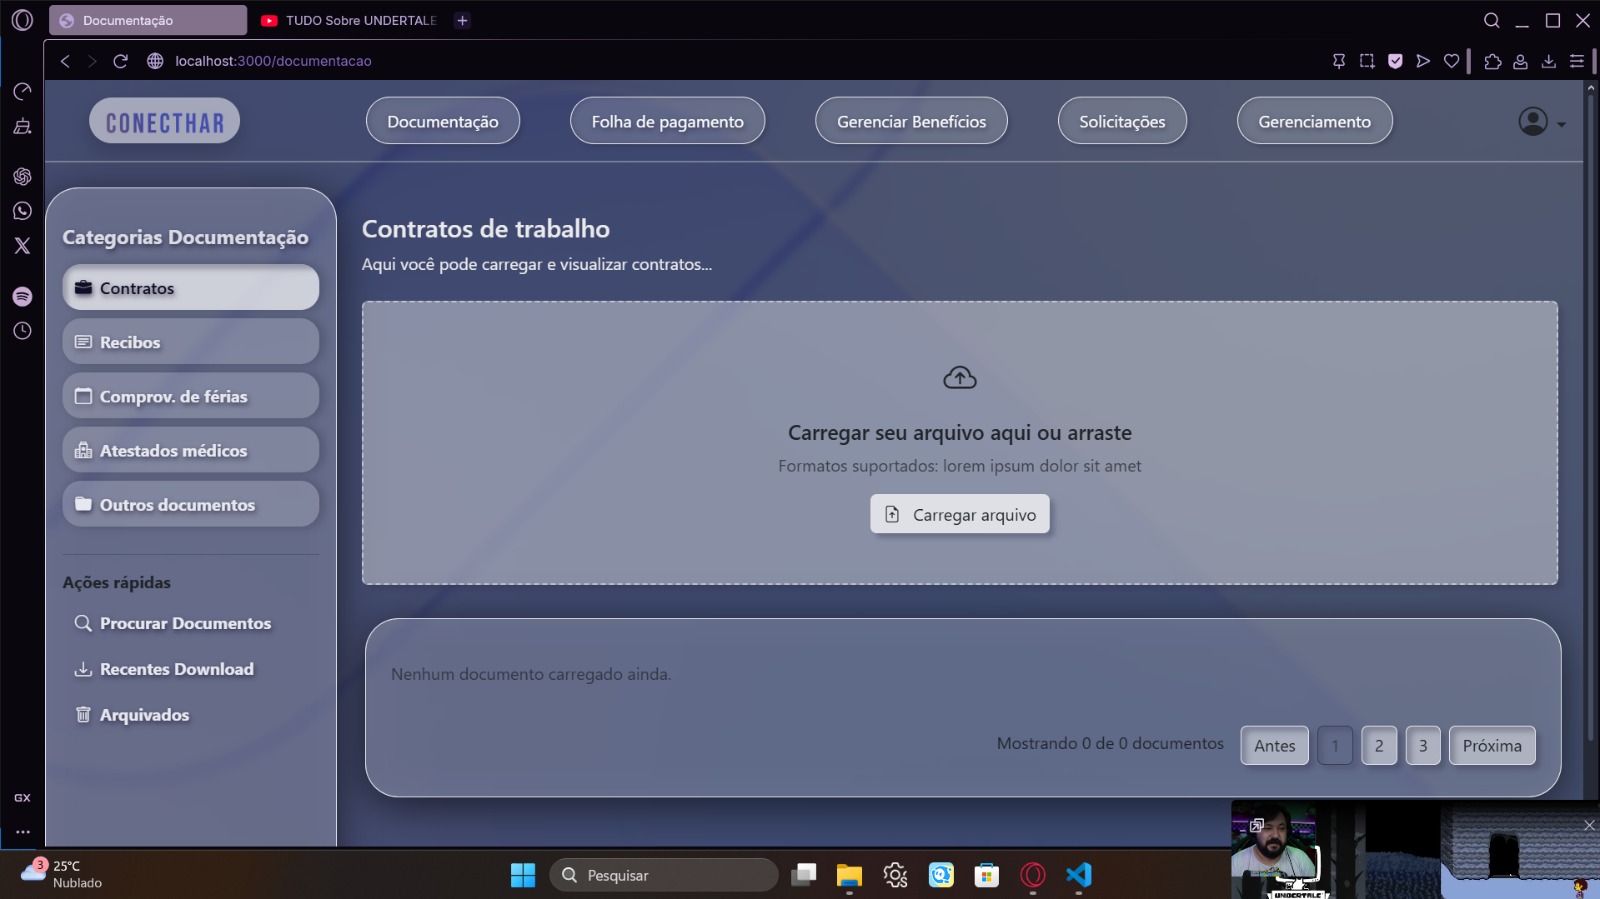 Documentação
TUDO Sobre UNDERTALE
localhost:3000/documentacao
CONECTHAR
Documentação
Folha de pagamento
Gerenciar Benefícios
Solicitações
Gerenciamento
Categorias Documentação
Contratos
Recibos
Comprov. de férias
Atestados médicos
Outros documentos
Ações rápidas
Procurar Documentos
Recentes Download
Arquivados
Contratos de trabalho
Aqui você pode carregar e visualizar contratos...
Carregar seu arquivo aqui ou arraste
Formatos suportados: lorem ipsum dolor sit amet
Carregar arquivo
Nenhum documento carregado ainda.
Mostrando 0 de 0 documentos
Antes
1
2
3
Próxima
GX
UNDERTALE
3
25°C
Nublado
Pesquisar